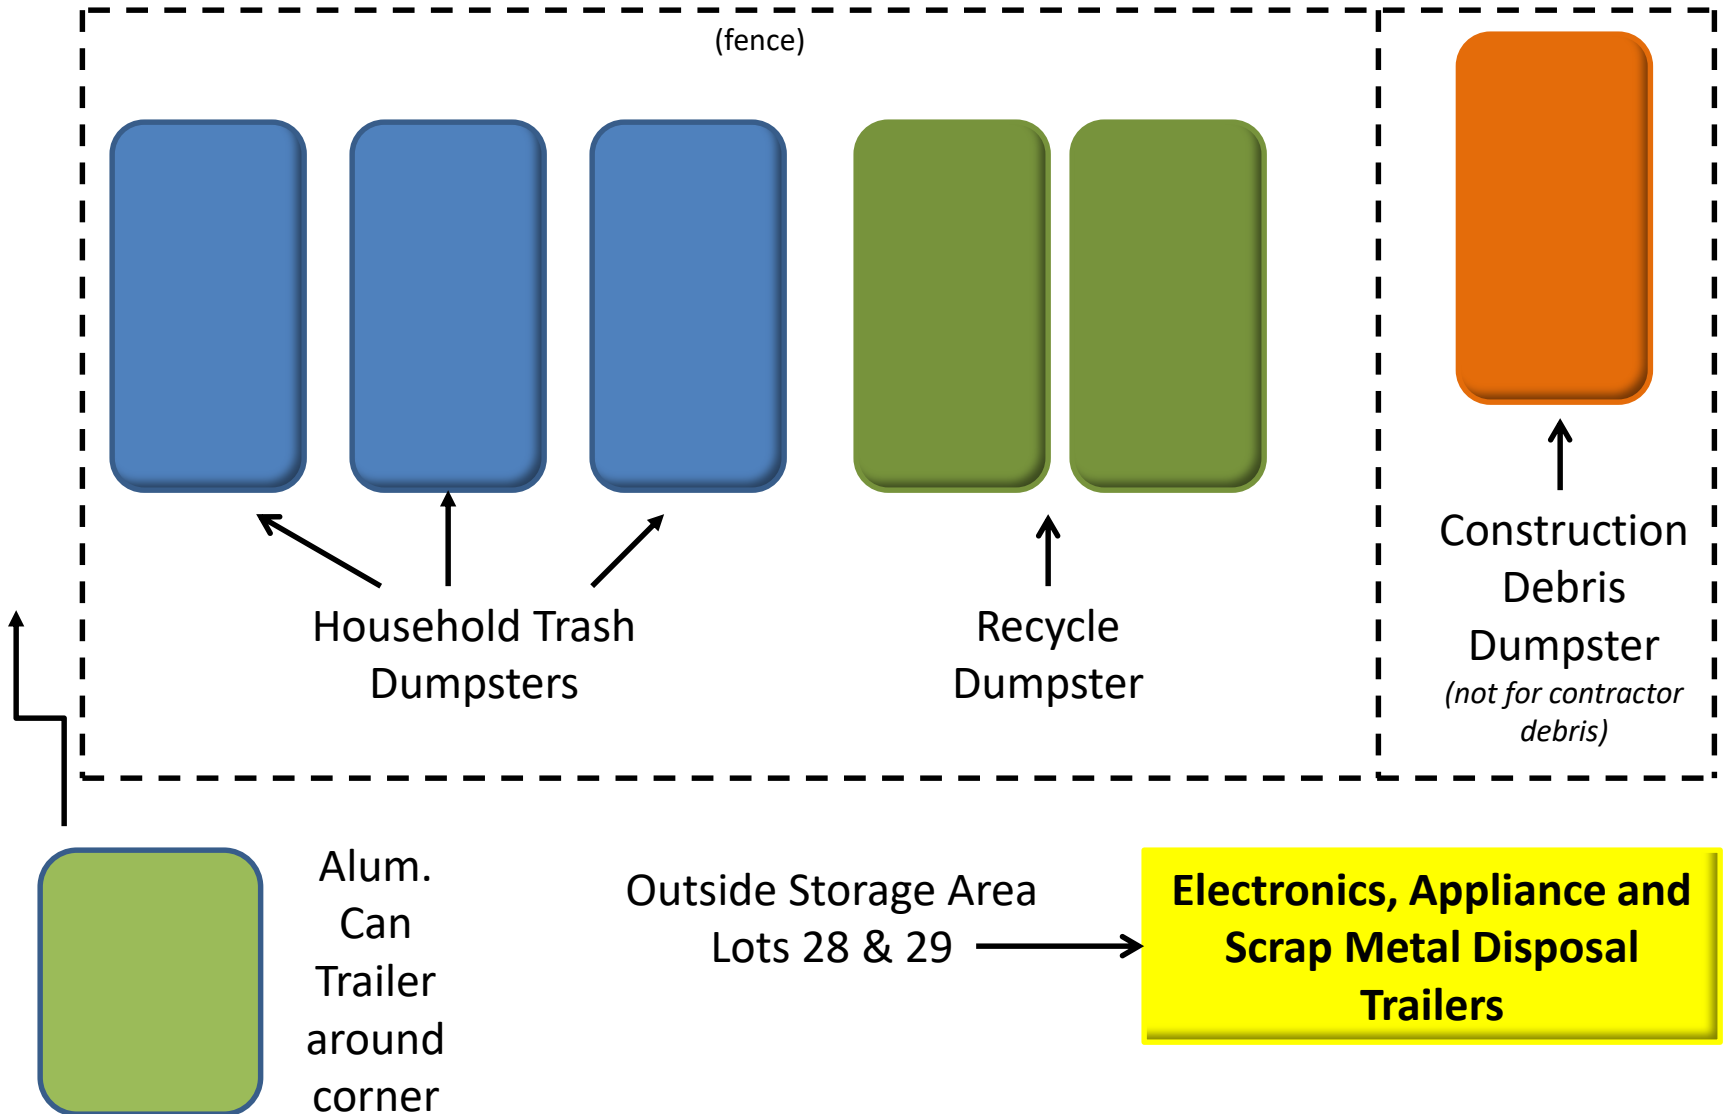 (fence)
Household Trash
Dumpsters
Recycle
Dumpster
Construction
Debris
Dumpster
(not for contractor
debris)
Alum.
Can
Trailer
around
corner
Outside Storage Area
Lots 28 & 29
Electronics, Appliance and
Scrap Metal Disposal
Trailers